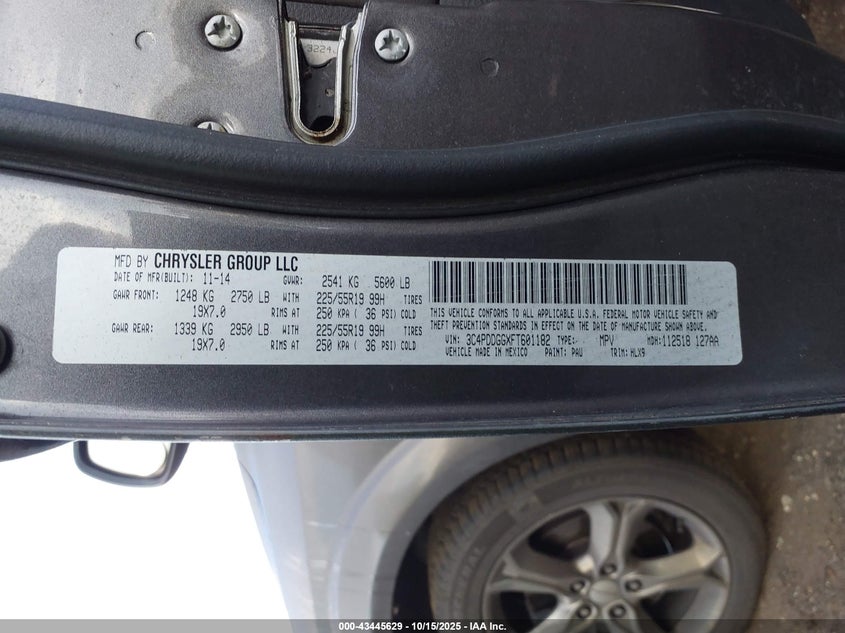 3224
MFD BY CHRYSLER GROUP LLC
DATE OF MFR(BUILT): 11-14 GVWR: 2541 KG 5600 LB
GAWR FRONT: 1248 KG 2750 LB WITH 225/55R19 99H TIRES
19X7.0 RIMS AT 250 KPA ( 36 PSI) COLD
GAWR REAR: 1339 KG 2950 LB WITH 225/55R19 99H TIRES
19X7.0 RIMS AT 250 KPA ( 36 PSI) COLD
THIS VEHICLE CONFORMS TO ALL APPLICABLE U.S.A. FEDERAL MOTOR VEHICLE SAFETY AND
THEFT PREVENTION STANDARDS IN EFFECT ON THE DATE OF MANUFACTURE SHOWN ABOVE.
VIN: 3C4PDDGGXFT601182 TYPE: MPV MDH:112518 127AA
VEHICLE MADE IN MEXICO PAINT: PAU TRIM: HLX9
000-43445629 - 10/15/2025 - IAAI, Inc.